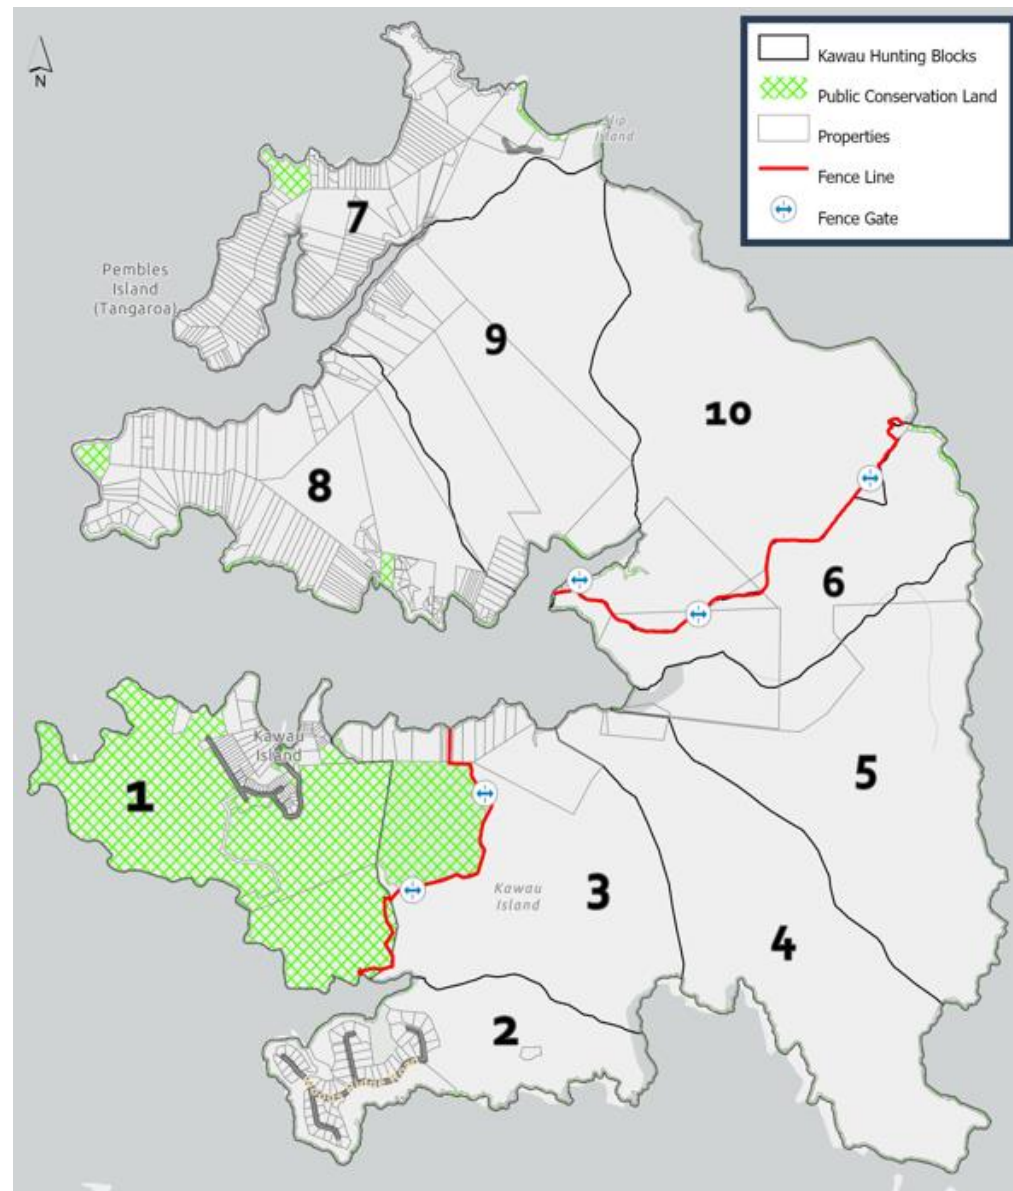 N
Kawau Hunting Blocks
Public Conservation Land
Properties
Fence Line
Fence Gate
Island
7
Pembles
Island
(Tangaroa)
9
10
8
6
Kawau
Island
1
5
Kawau
Island
3
4
2